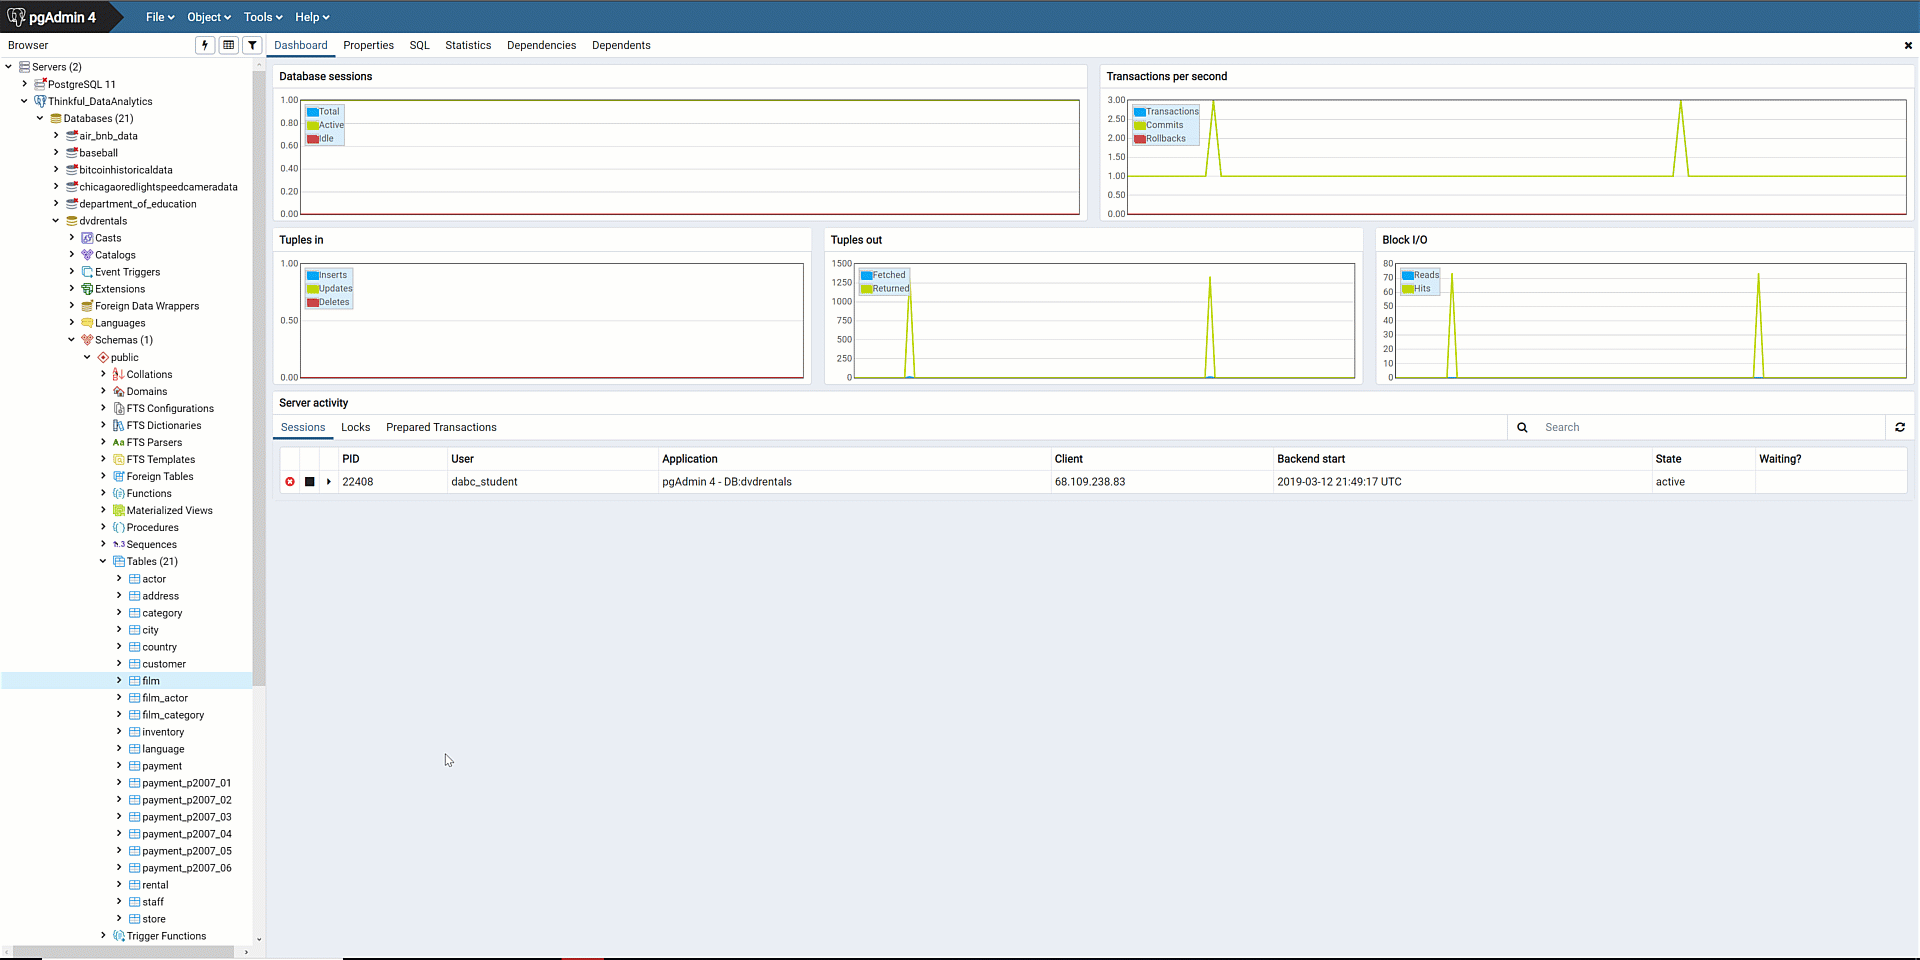 pgAdmin 4
File Object Tools Help
Browser
Dashboard Properties SQL Statistics Dependencies Dependents
Servers (2)
PostgreSQL 11
Thinkful_DataAnalytics
Databases (21)
air_bnb_data
baseball
bitcoinhistoricaldata
chicagaoredlightspeedcameradata
department_of_education
dvdrentals
Casts
Catalogs
Event Triggers
Extensions
Foreign Data Wrappers
Languages
Schemas (1)
public
Collations
Domains
FTS Configurations
FTS Dictionaries
Aa FTS Parsers
FTS Templates
Foreign Tables
Functions
Materialized Views
Procedures
1..3 Sequences
Tables (21)
actor
address
category
city
country
customer
film
film_actor
film_category
inventory
language
payment
payment_p2007_01
payment_p2007_02
payment_p2007_03
payment_p2007_04
payment_p2007_05
payment_p2007_06
rental
staff
store
Trigger Functions
Database sessions
1.00
0.80
0.60
0.40
0.20
0.00
Total
Active
Idle
Transactions per second
3.00
2.50
2.00
1.50
1.00
0.50
0.00
Transactions
Commits
Rollbacks
Tuples in
1.00
0.50
0.00
Inserts
Updates
Deletes
Tuples out
1500
1250
1000
750
500
250
0
Fetched
Returned
Block I/O
80
70
60
50
40
30
20
10
0
Reads
Hits
Server activity
Sessions Locks Prepared Transactions
Search
PID User Application Client Backend start State Waiting?
22408 dabc_student pgAdmin 4 - DB:dvdrentals 68.109.238.83 2019-03-12 21:49:17 UTC active